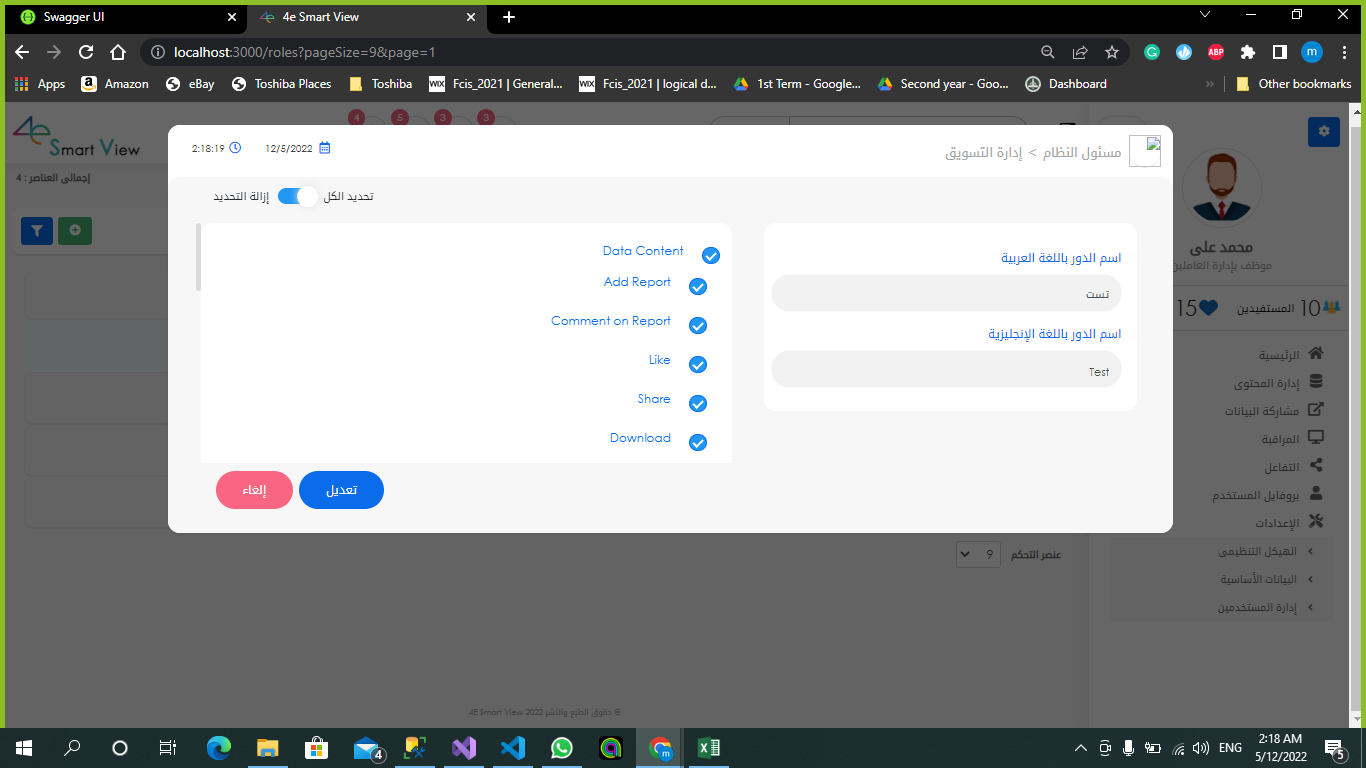 Swagger UI
4e Smart View
localhost:3000/roles?pageSize=9&page=1
ABP
m
Apps
Amazon
eBay
Toshiba Places
Toshiba
WIX Fcis_2021 | General...
WIX Fcis_2021 | logical d...
1st Term - Google...
Second year - Goo...
Dashboard
Other bookmarks
4e Smart View
4
5
3
3
إجمالى العناصر : 4
مسئول النظام > إدارة التسويق
12/5/2022
2:18:19
تحديد الكل
إزالة التحديد
اسم الدور باللغة العربية
تست
اسم الدور باللغة الإنجليزية
Test
Data Content
Add Report
Comment on Report
Like
Share
Download
تعديل
إلغاء
محمد على
موظف بإدارة العاملين
10 المستفيدين
15
الرئيسية
إدارة المحتوى
مشاركة البيانات
المراقبة
التفاعل
بروفايل المستخدم
الإعدادات
الهيكل التنظيمى
البيانات الأساسية
إدارة المستخدمين
عنصر التحكم
9
© حقوق الطبع والنشر 2022 4E Smart View
4
m
ENG
2:18 AM
5/12/2022
5